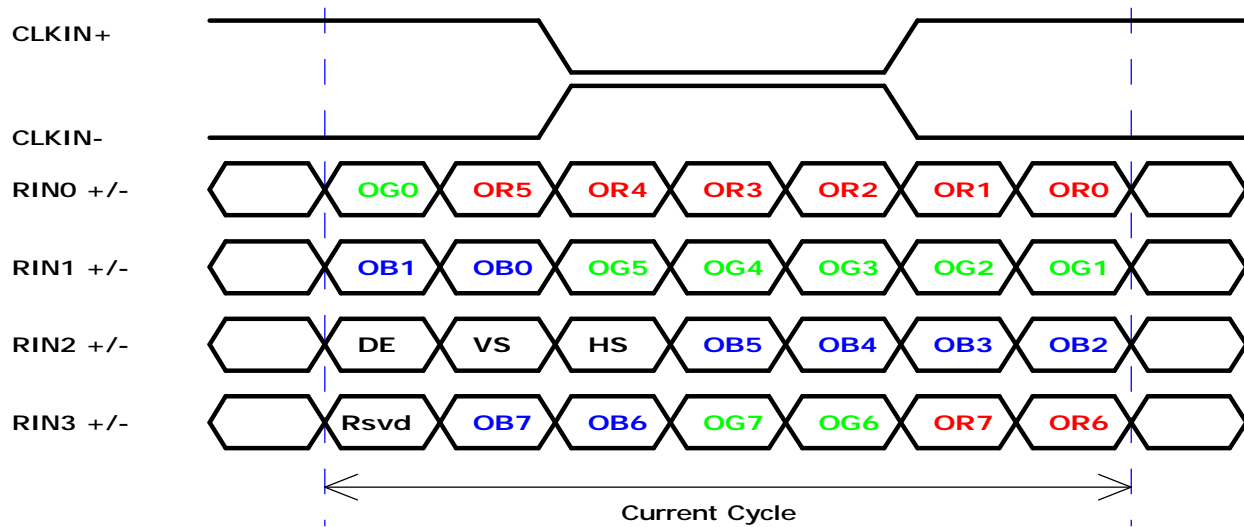 CLKIN+
CLKIN-
RIN0 +/- OG0 OR5 OR4 OR3 OR2 OR1 OR0
RIN1 +/- OB1 OB0 OG5 OG4 OG3 OG2 OG1
RIN2 +/- DE VS HS OB5 OB4 OB3 OB2
RIN3 +/- Rsvd OB7 OB6 OG7 OG6 OR7 OR6
Current Cycle